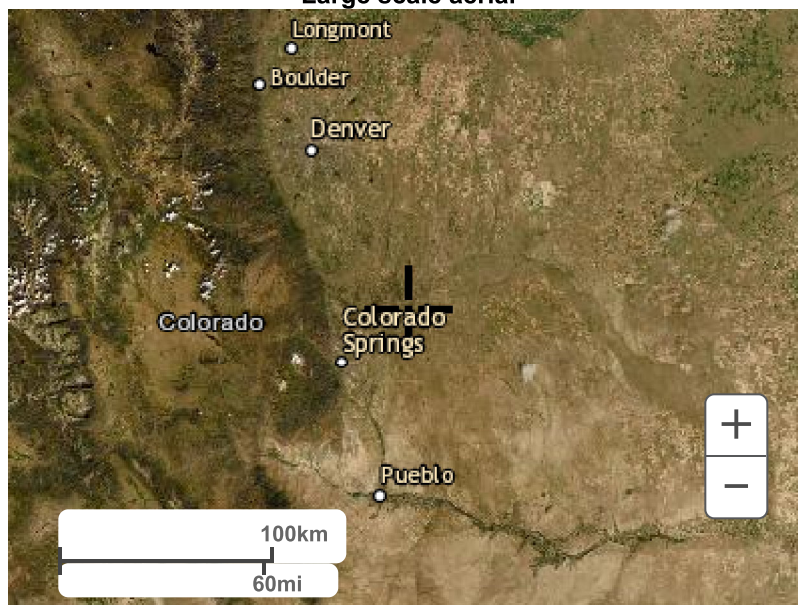 Large scale aerial
Longmont
Boulder
Denver
Colorado
Colorado
Springs
Pueblo
+
−
100km
60mi